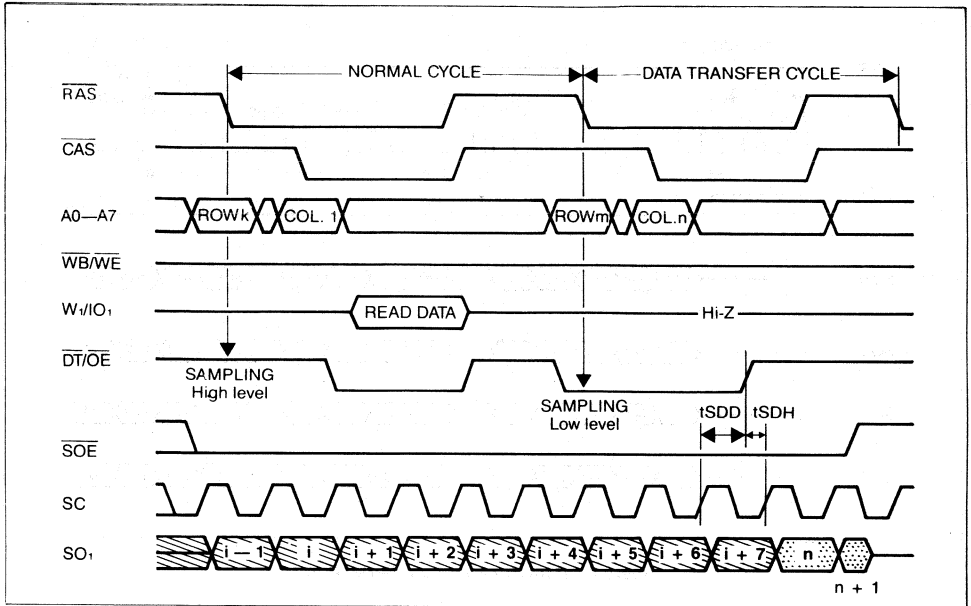 NORMAL CYCLE
DATA TRANSFER CYCLE
RAS
CAS
A0—A7
ROWk
COL. 1
ROWm
COL.n
WB/WE
W₁/IO₁
READ DATA
Hi-Z
DT/OE
SAMPLING
High level
SAMPLING
Low level
tSDD
tSDH
SOE
SC
SO₁
i — 1
i
i + 1
i + 2
i + 3
i + 4
i + 5
i + 6
i + 7
n
n + 1